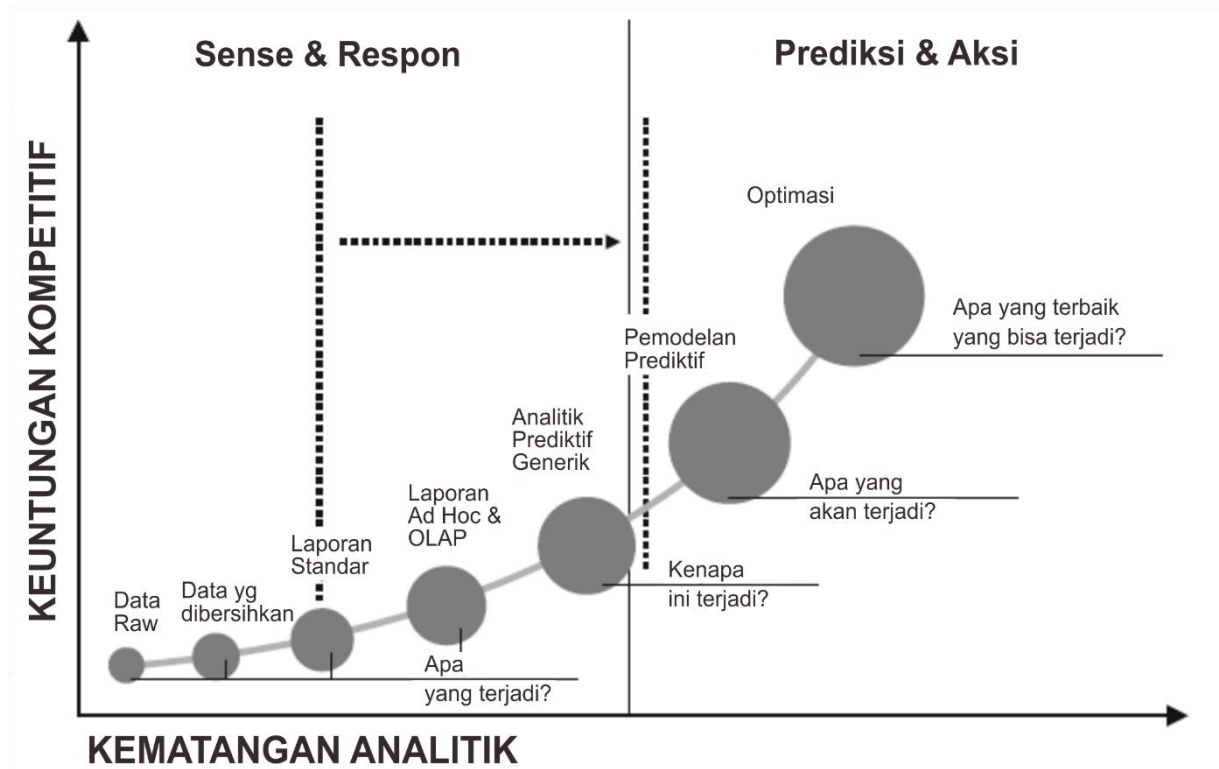 Sense & Respon
Prediksi & Aksi
KEUNTUNGAN KOMPETITIF
Optimasi
Apa yang terbaik
yang bisa terjadi?
Pemodelan
Prediktif
Apa yang
akan terjadi?
Analitik
Prediktif
Generik
Kenapa
ini terjadi?
Laporan
Ad Hoc &
OLAP
Laporan
Standar
Data yg
dibersihkan
Data
Raw
Apa
yang terjadi?
KEMATANGAN ANALITIK